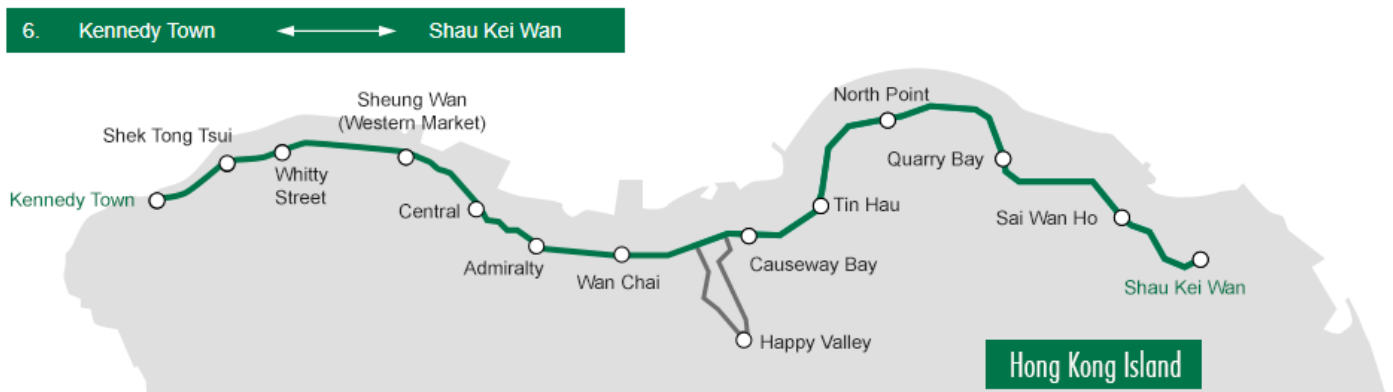 6. Kennedy Town Shau Kei Wan
Sheung Wan
(Western Market)
North Point
Shek Tong Tsui
Quarry Bay
Whitty
Street
Kennedy Town
Central
Tin Hau
Sai Wan Ho
Admiralty
Wan Chai
Causeway Bay
Shau Kei Wan
Happy Valley
Hong Kong Island